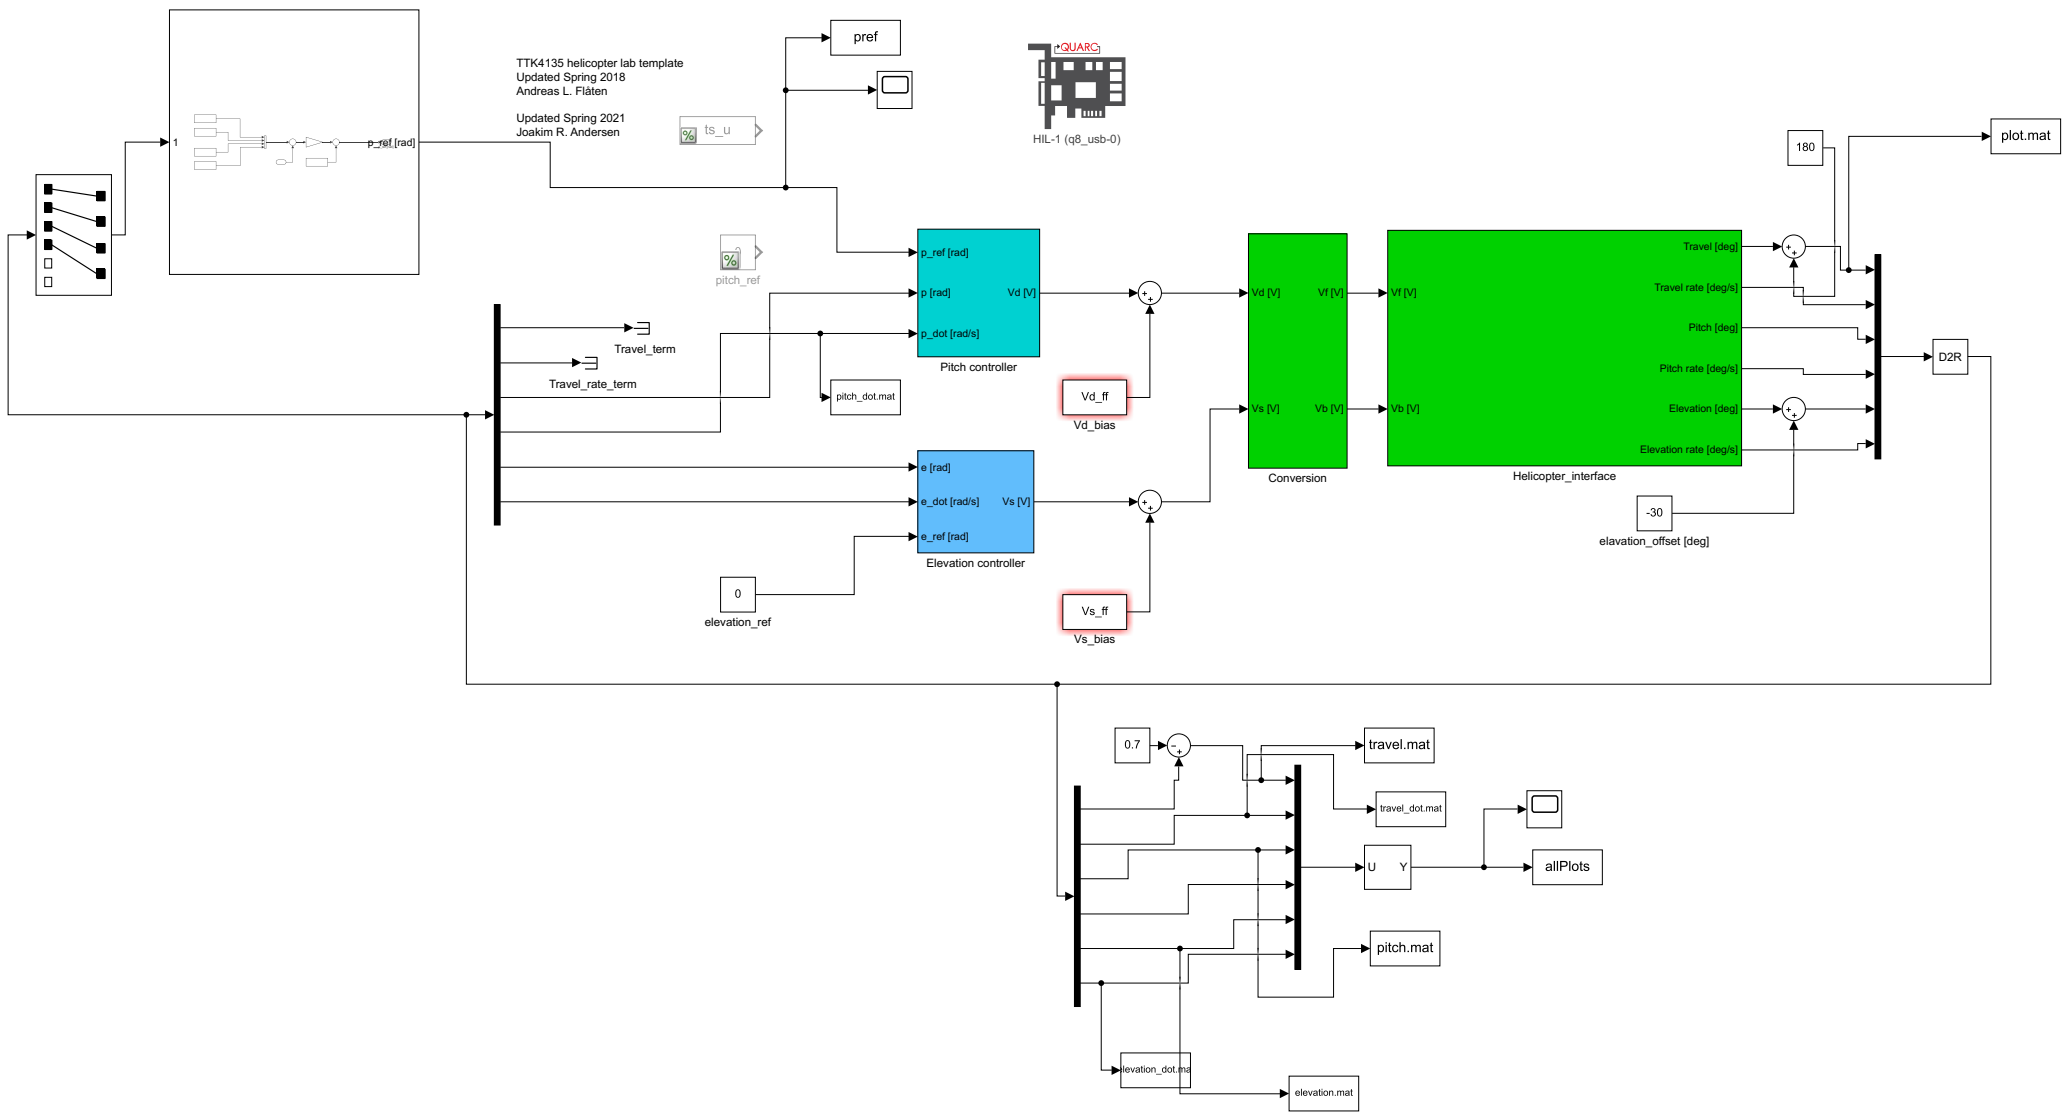 pref
TTK4135 helicopter lab template
Updated Spring 2018
Andreas L. Flåten
Updated Spring 2021
Joakim R. Andersen
ts_u
QUARC
HIL-1 (q8_usb-0)
1
p_ref [rad]
180
plot.mat
pitch_ref
p_ref [rad]
p [rad]
p_dot [rad/s]
Vd [V]
Pitch controller
Vd [V]
Vs [V]
Vf [V]
Vb [V]
Conversion
Vf [V]
Vb [V]
Travel [deg]
Travel rate [deg/s]
Pitch [deg]
Pitch rate [deg/s]
Elevation [deg]
Elevation rate [deg/s]
Helicopter_interface
D2R
Travel_term
Travel_rate_term
pitch_dot.mat
Vd_ff
Vd_bias
e [rad]
e_dot [rad/s]
e_ref [rad]
Vs [V]
Elevation controller
-30
elavation_offset [deg]
0
elevation_ref
Vs_ff
Vs_bias
0.7
travel.mat
travel_dot.mat
U
Y
allPlots
pitch.mat
levation_dot.ma
elevation.mat